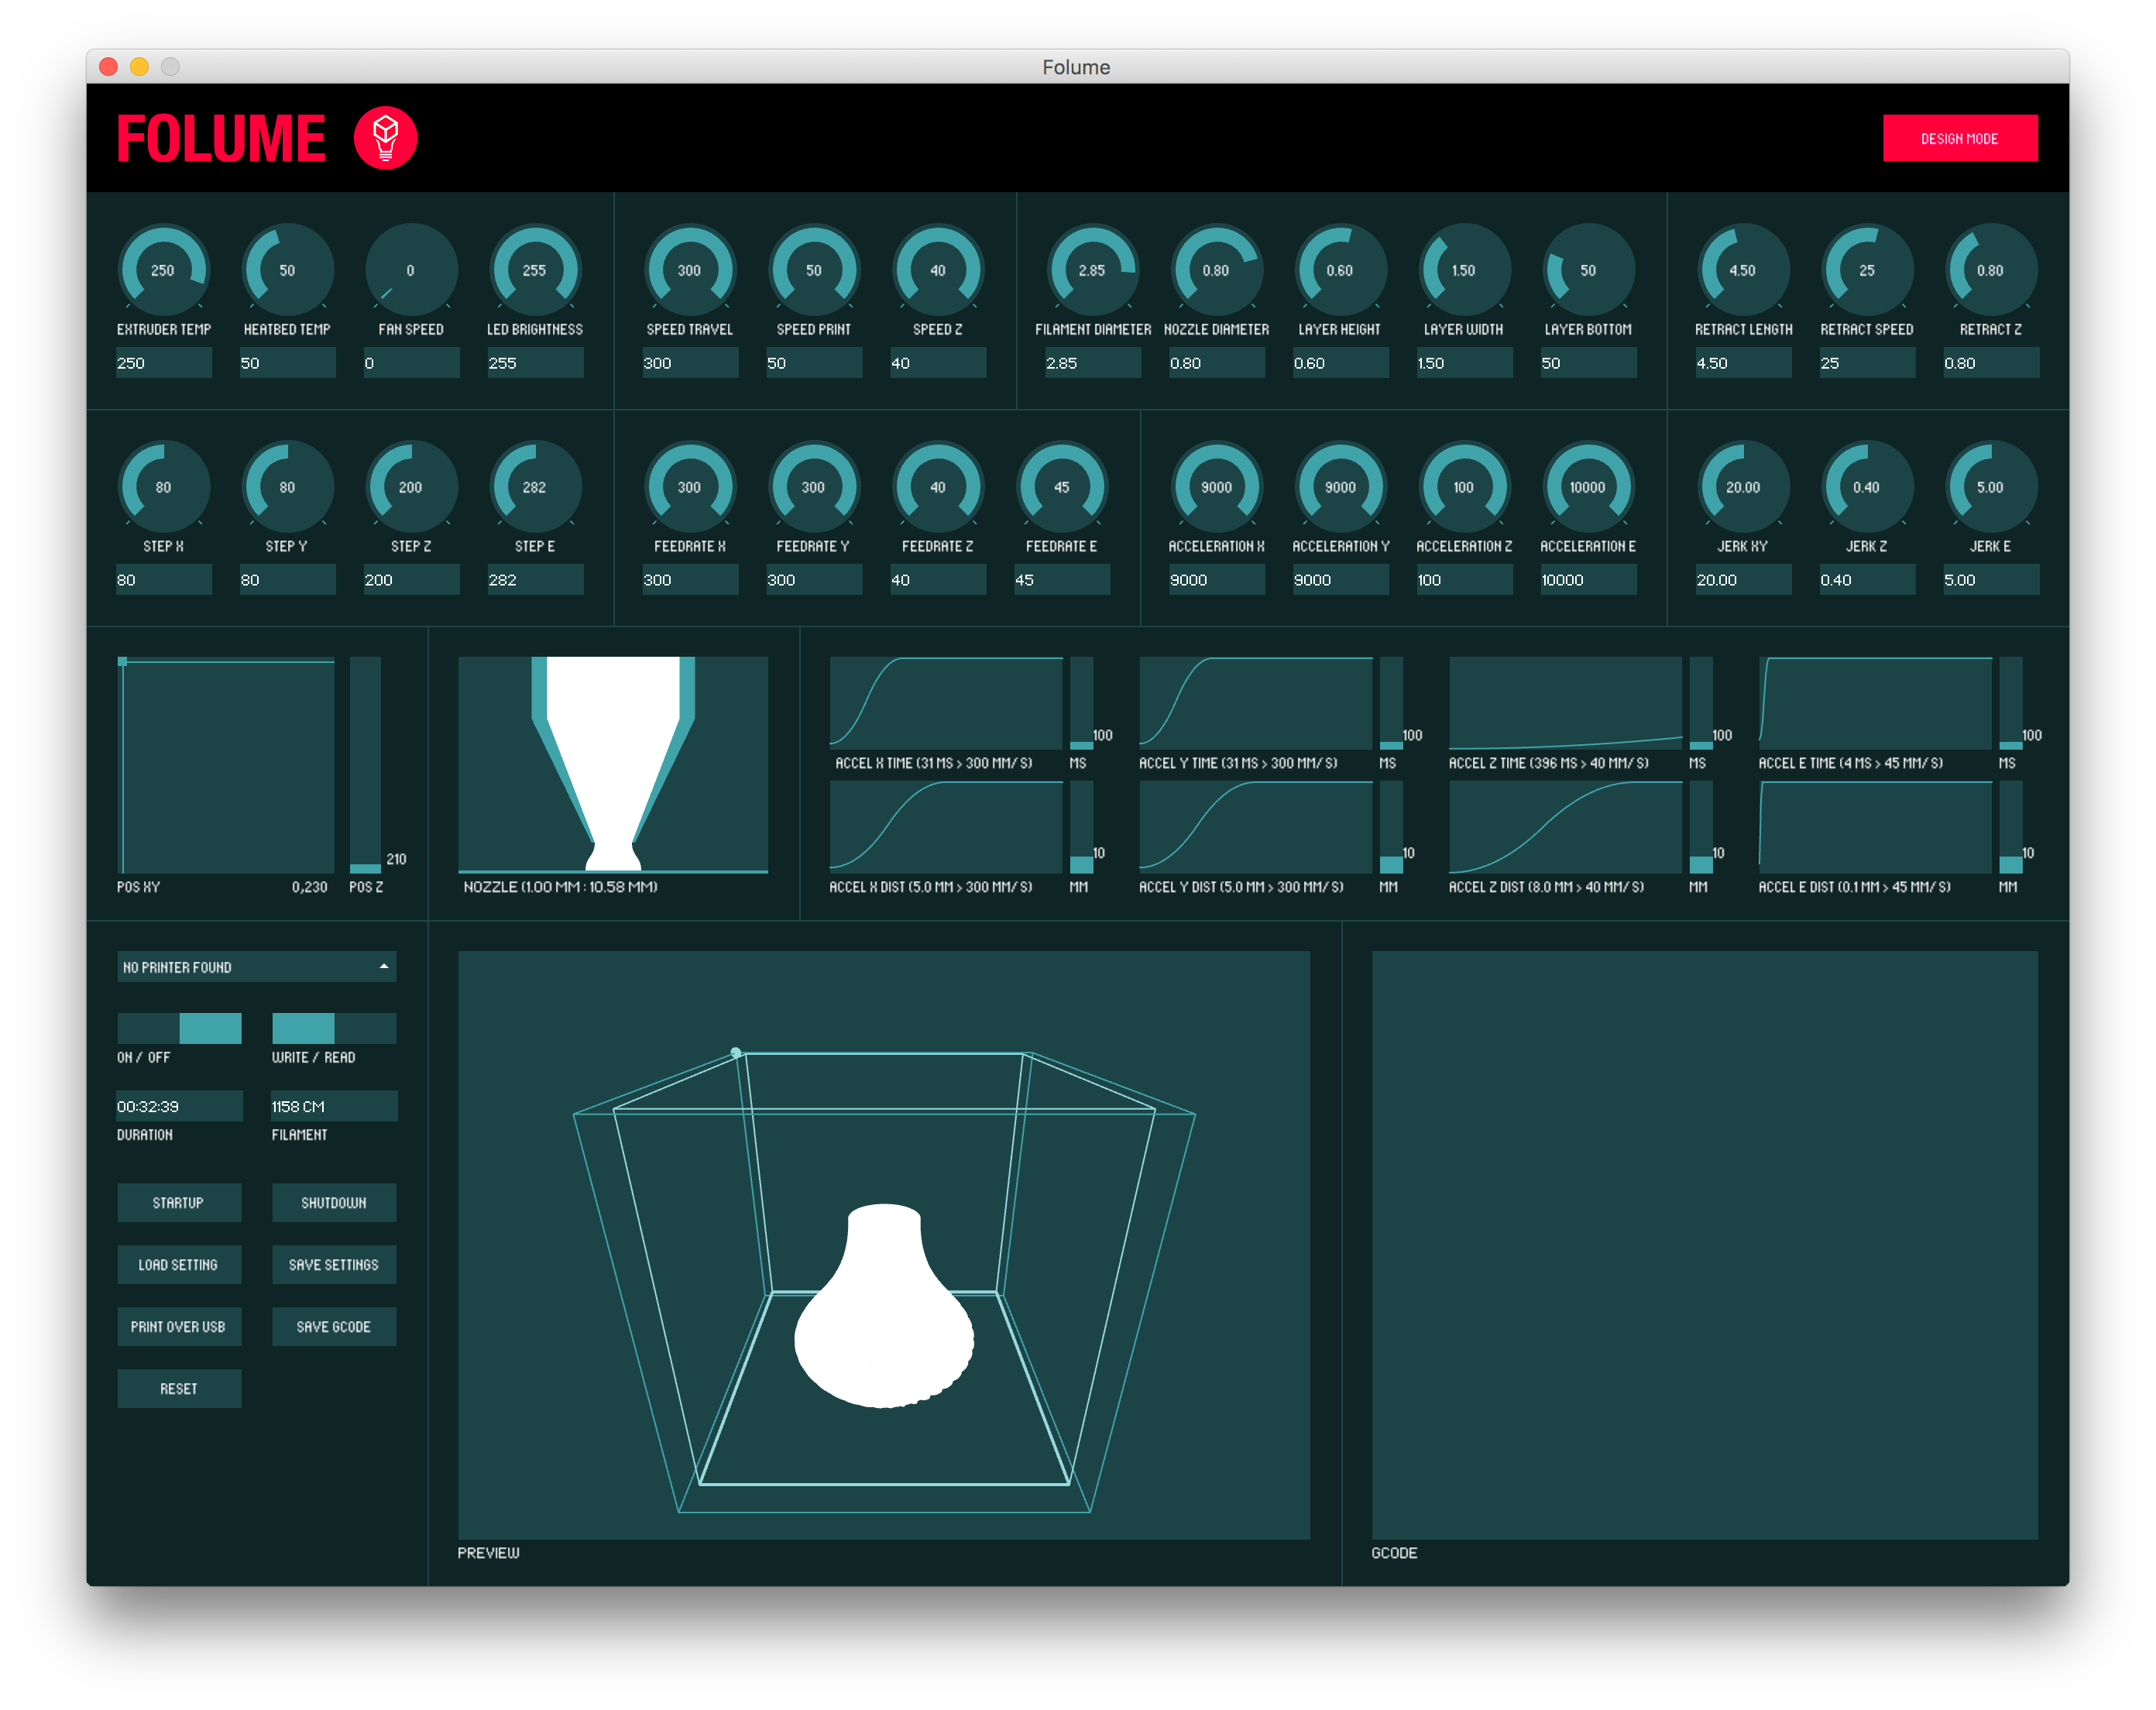 Folume
FOLUME
DESIGN MODE
250 50 0 255 300 50 40 2.85 0.80 0.60 1.50 50 4.50 25 0.80
EXTRUDER TEMP HEATBED TEMP FAN SPEED LED BRIGHTNESS SPEED TRAVEL SPEED PRINT SPEED Z FILAMENT DIAMETER NOZZLE DIAMETER LAYER HEIGHT LAYER WIDTH LAYER BOTTOM RETRACT LENGTH RETRACT SPEED RETRACT Z
250 50 0 255 300 50 40 2.85 0.80 0.60 1.50 50 4.50 25 0.80
80 80 200 282 300 300 40 45 9000 9000 100 10000 20.00 0.40 5.00
STEP X STEP Y STEP Z STEP E FEEDRATE X FEEDRATE Y FEEDRATE Z FEEDRATE E ACCELERATION X ACCELERATION Y ACCELERATION Z ACCELERATION E JERK XY JERK Z JERK E
80 80 200 282 300 300 40 45 9000 9000 100 10000 20.00 0.40 5.00
210
POS XY 0,230 POS Z
NOZZLE (1.00 MM : 10.58 MM)
100 100 100 100
ACCEL X TIME (31 MS > 300 MM/S) MS ACCEL Y TIME (31 MS > 300 MM/S) MS ACCEL Z TIME (396 MS > 40 MM/S) MS ACCEL E TIME (4 MS > 45 MM/S) MS
10 10 10 10
ACCEL X DIST (5.0 MM > 300 MM/S) MM ACCEL Y DIST (5.0 MM > 300 MM/S) MM ACCEL Z DIST (8.0 MM > 40 MM/S) MM ACCEL E DIST (0.1 MM > 45 MM/S) MM
NO PRINTER FOUND
ON / OFF WRITE / READ
00:32:39 1158 CM
DURATION FILAMENT
STARTUP SHUTDOWN
LOAD SETTING SAVE SETTINGS
PRINT OVER USB SAVE GCODE
RESET
PREVIEW
GCODE